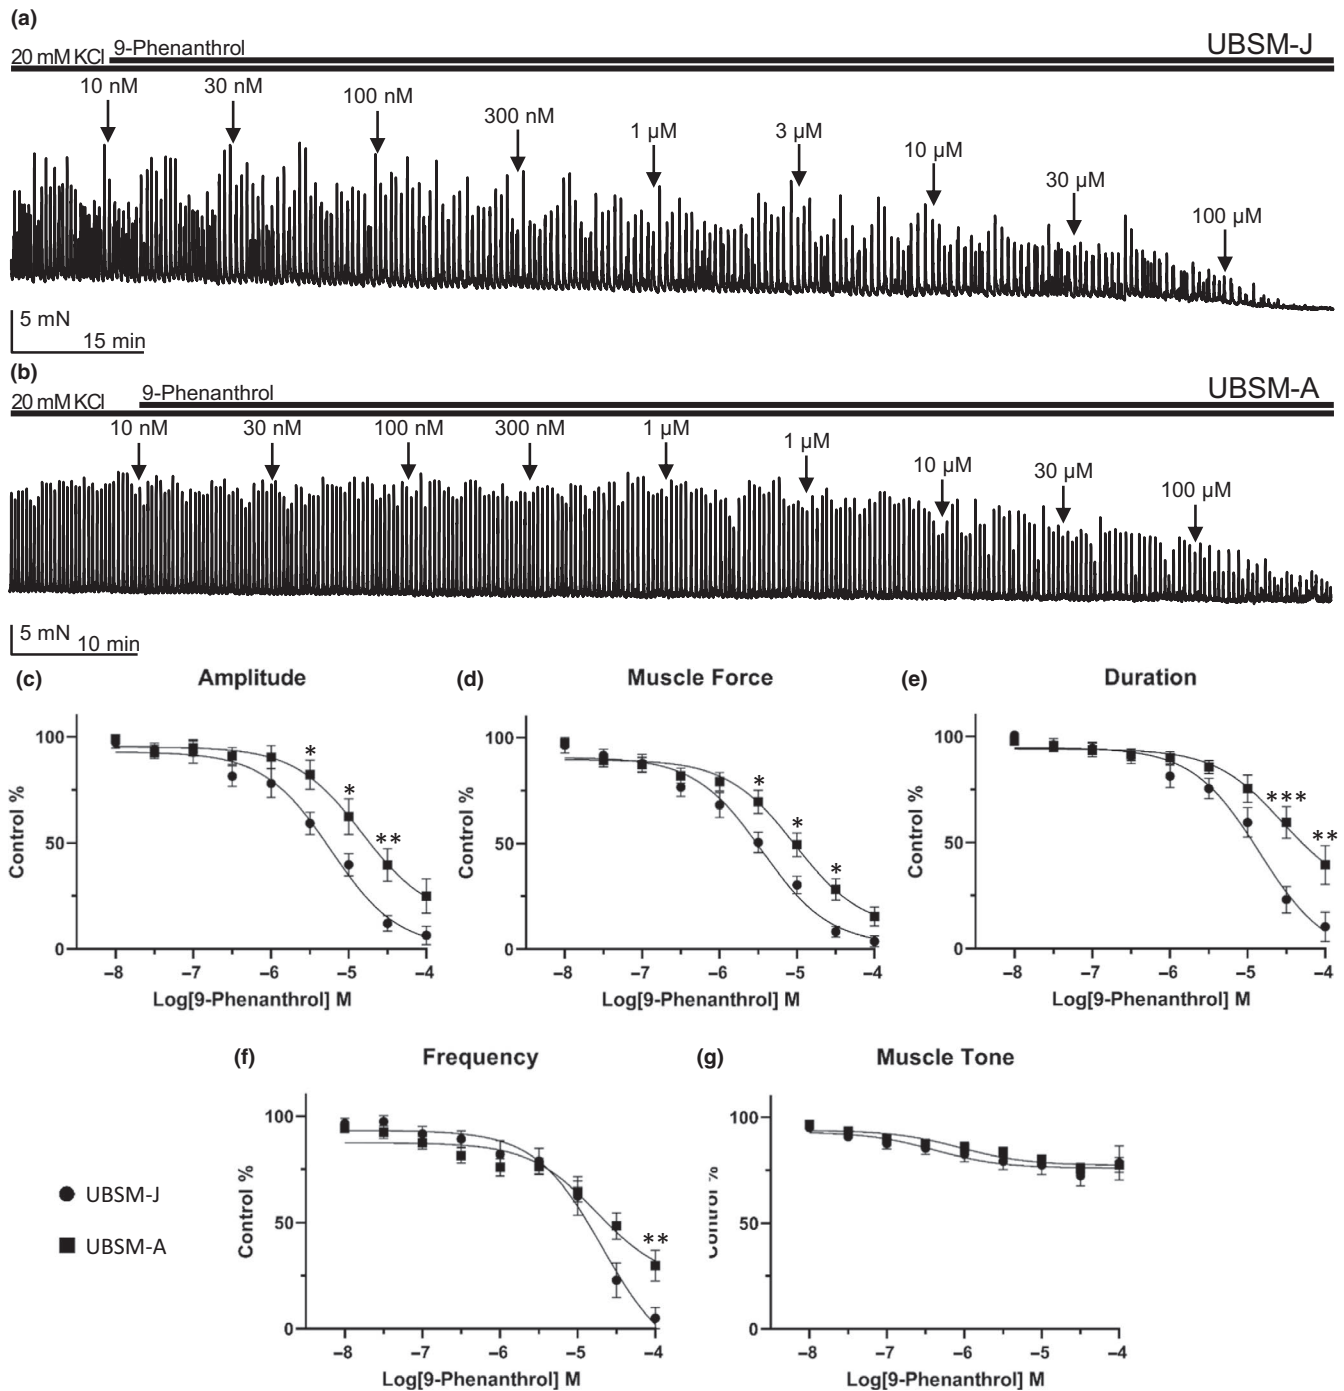 (a)
20 mM KCl 9-Phenanthrol UBSM-J
10 nM 30 nM 100 nM 300 nM 1 µM 3 µM 10 µM 30 µM 100 µM
5 mN
15 min
(b)
20 mM KCl 9-Phenanthrol UBSM-A
10 nM 30 nM 100 nM 300 nM 1 µM 1 µM 10 µM 30 µM 100 µM
5 mN
10 min
(c) Amplitude
Control %
100
50
0
* * **
−8 −7 −6 −5 −4
Log[9-Phenanthrol] M
(d) Muscle Force
Control %
100
50
0
* * *
−8 −7 −6 −5 −4
Log[9-Phenanthrol] M
(e) Duration
Control %
100
50
0
*** **
−8 −7 −6 −5 −4
Log[9-Phenanthrol] M
UBSM-J
UBSM-A
(f) Frequency
Control %
100
50
0
**
−8 −7 −6 −5 −4
Log[9-Phenanthrol] M
(g) Muscle Tone
Control %
100
50
0
−8 −7 −6 −5 −4
Log[9-Phenanthrol] M